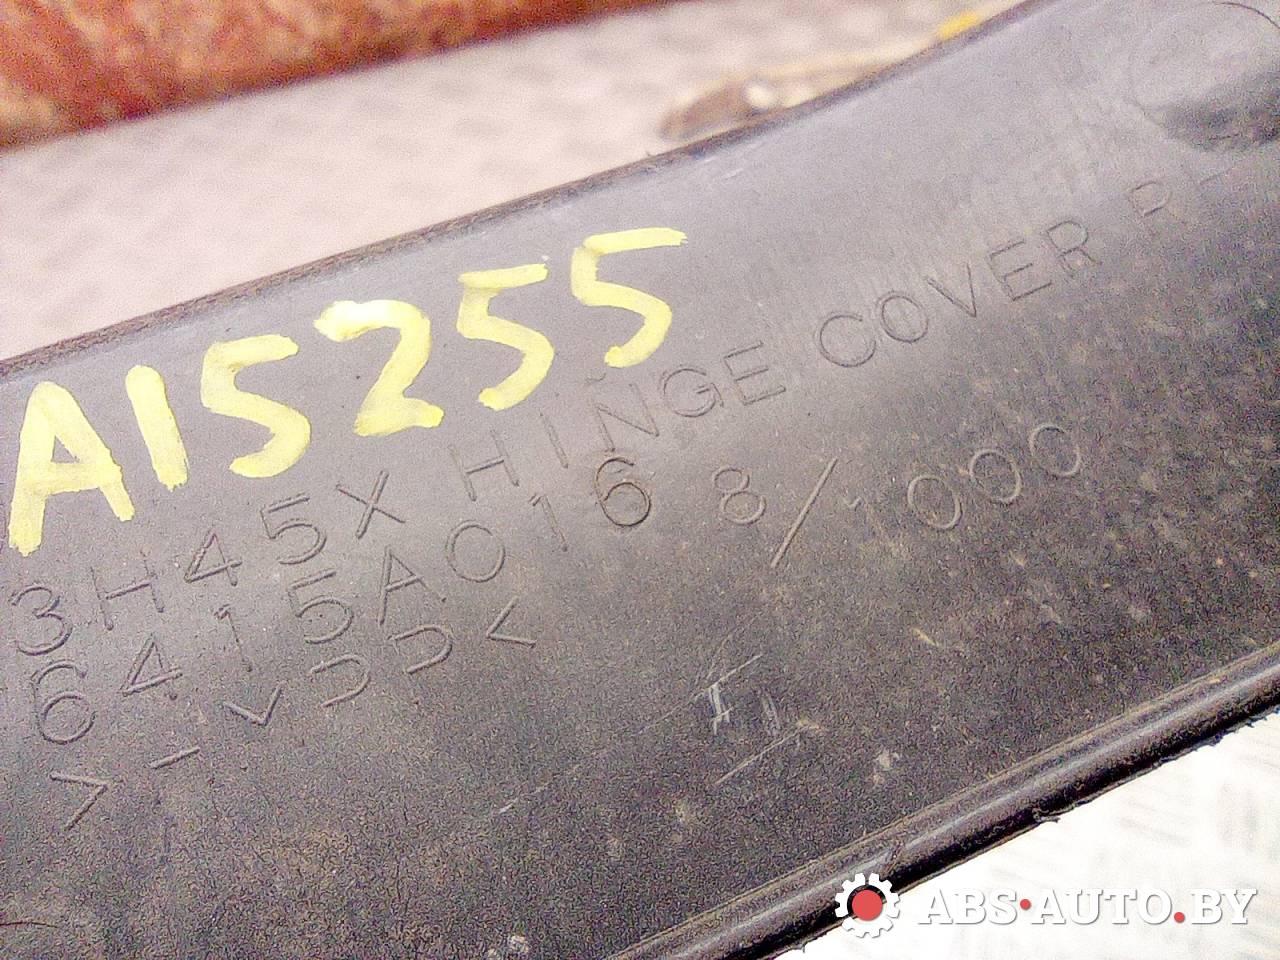 A15255
3H45X HINGE COVER R
6415A016 8/1000
ABS·AUTO.BY